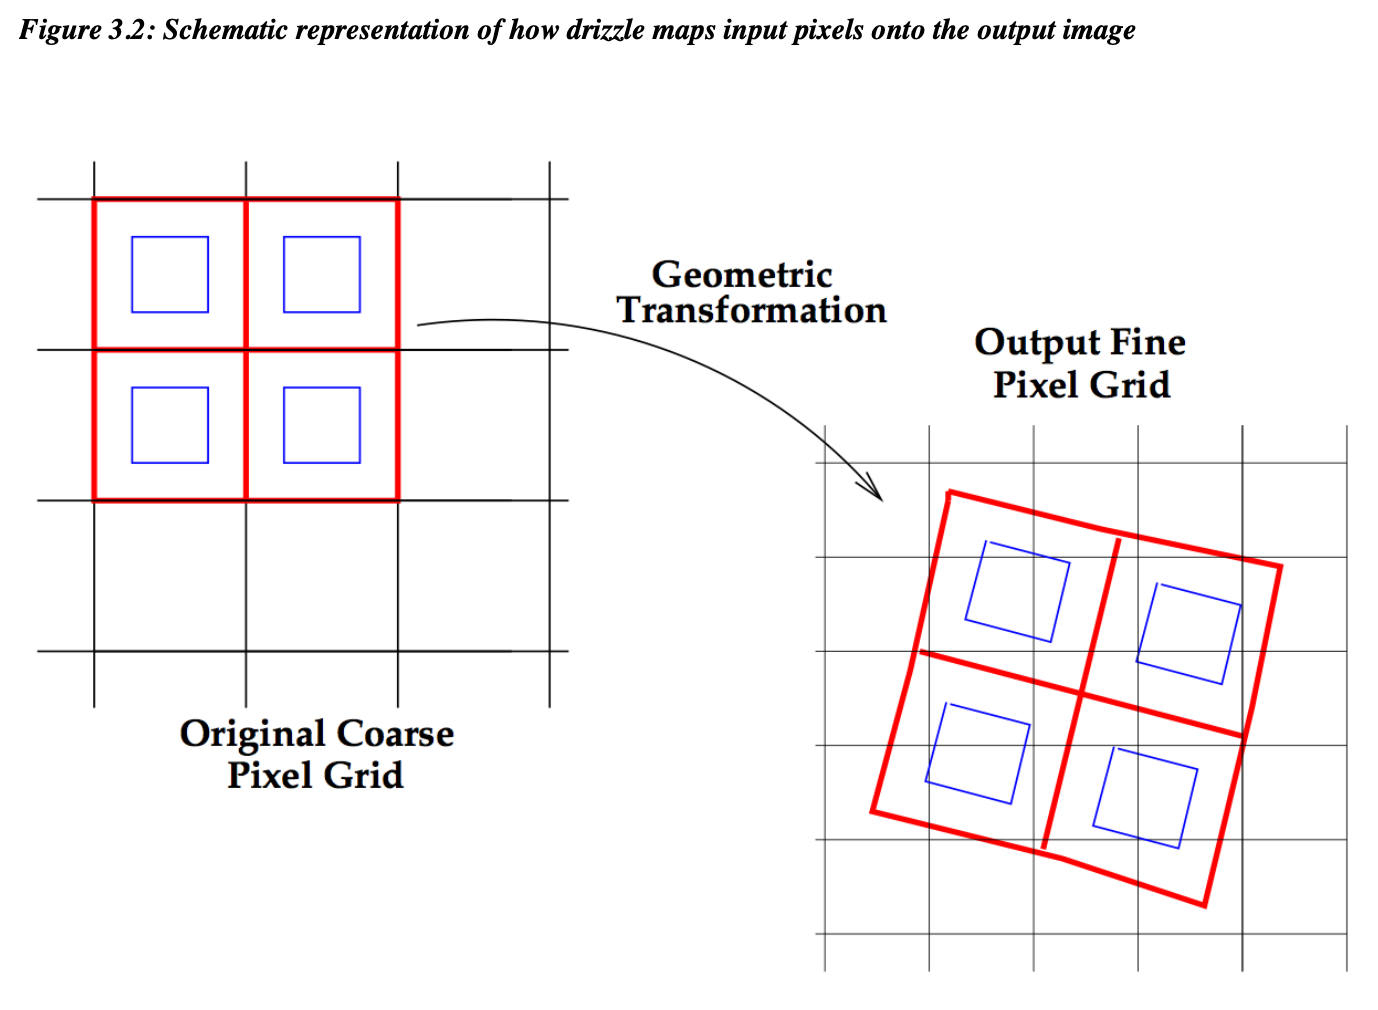 Figure 3.2: Schematic representation of how drizzle maps input pixels onto the output image
Geometric
Transformation
Output Fine
Pixel Grid
Original Coarse
Pixel Grid